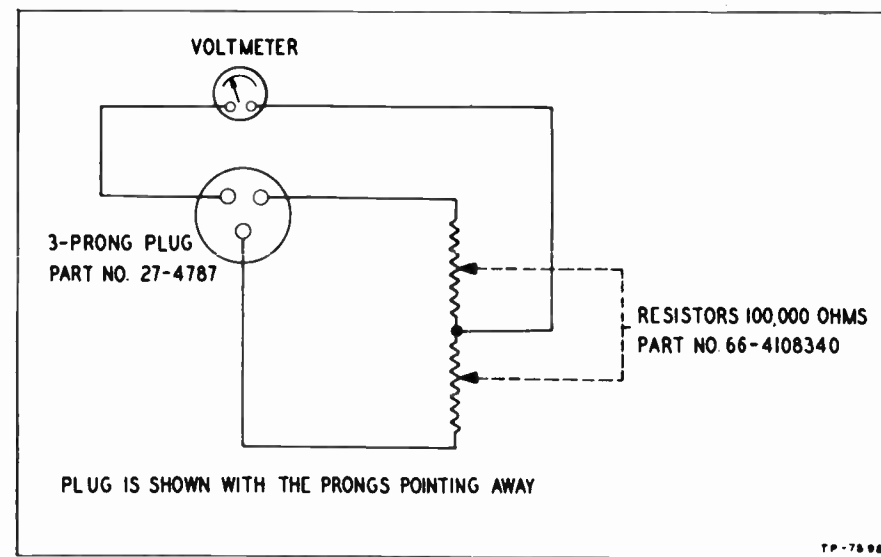 VOLTMETER
3-PRONG PLUG
PART NO. 27-4787
RESISTORS 100,000 OHMS
PART NO. 66-4108340
PLUG IS SHOWN WITH THE PRONGS POINTING AWAY